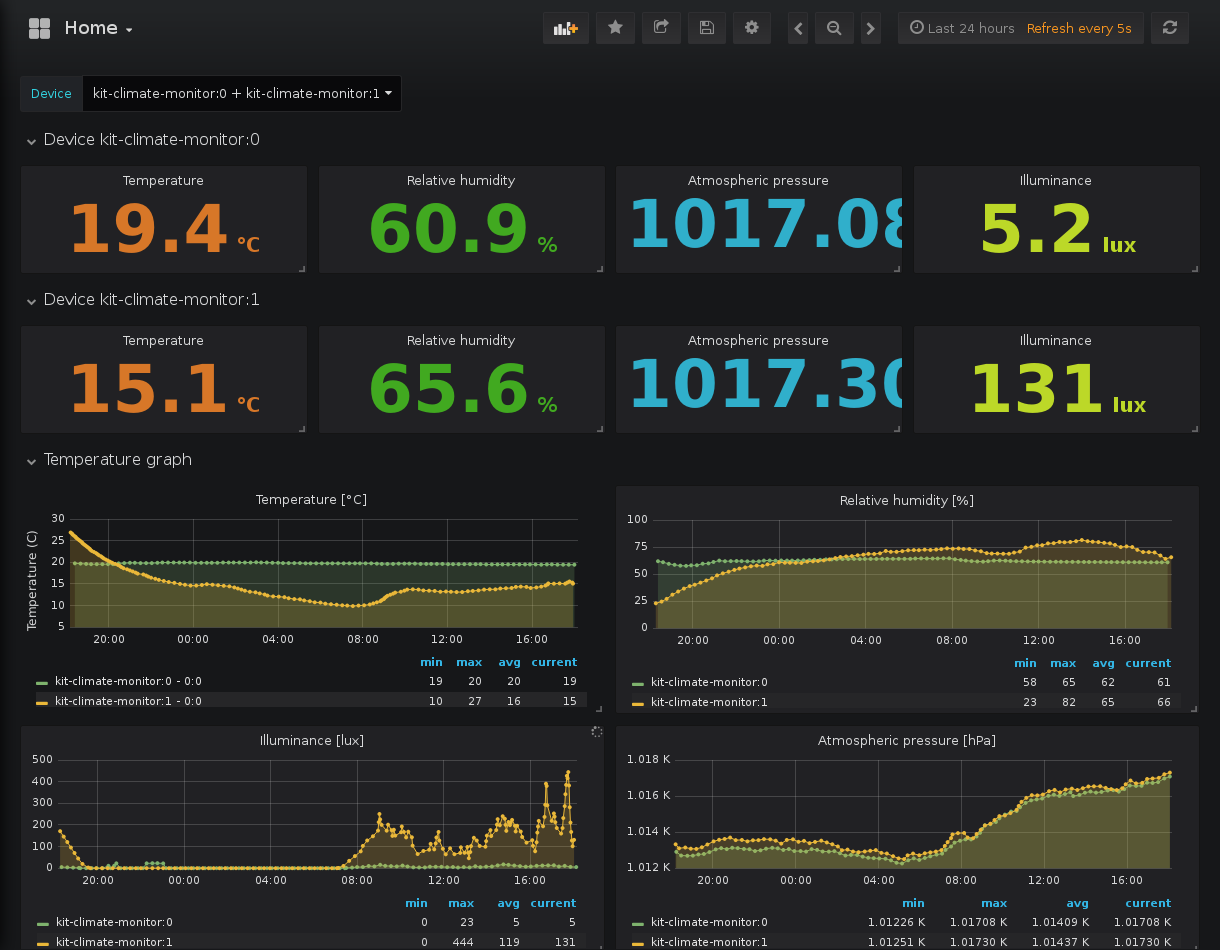 Home
Last 24 hours Refresh every 5s
Device kit-climate-monitor:0 + kit-climate-monitor:1
Device kit-climate-monitor:0
Temperature Relative humidity Atmospheric pressure Illuminance
19.4 °C 60.9 % 1017.08 5.2 lux
Device kit-climate-monitor:1
Temperature Relative humidity Atmospheric pressure Illuminance
15.1 °C 65.6 % 1017.30 131 lux
Temperature graph
Temperature [°C]
Temperature (C)
30
25
20
15
10
5
20:00 00:00 04:00 08:00 12:00 16:00
min max avg current
kit-climate-monitor:0 - 0:0 19 20 20 19
kit-climate-monitor:1 - 0:0 10 27 16 15
Relative humidity [%]
100
75
50
25
0
20:00 00:00 04:00 08:00 12:00 16:00
min max avg current
kit-climate-monitor:0 58 65 62 61
kit-climate-monitor:1 23 82 65 66
Illuminance [lux]
500
400
300
200
100
0
20:00 00:00 04:00 08:00 12:00 16:00
min max avg current
kit-climate-monitor:0 0 23 5 5
kit-climate-monitor:1 0 444 119 131
Atmospheric pressure [hPa]
1.018 K
1.016 K
1.014 K
1.012 K
20:00 00:00 04:00 08:00 12:00 16:00
min max avg current
kit-climate-monitor:0 1.01226 K 1.01708 K 1.01409 K 1.01708 K
kit-climate-monitor:1 1.01251 K 1.01730 K 1.01437 K 1.01730 K